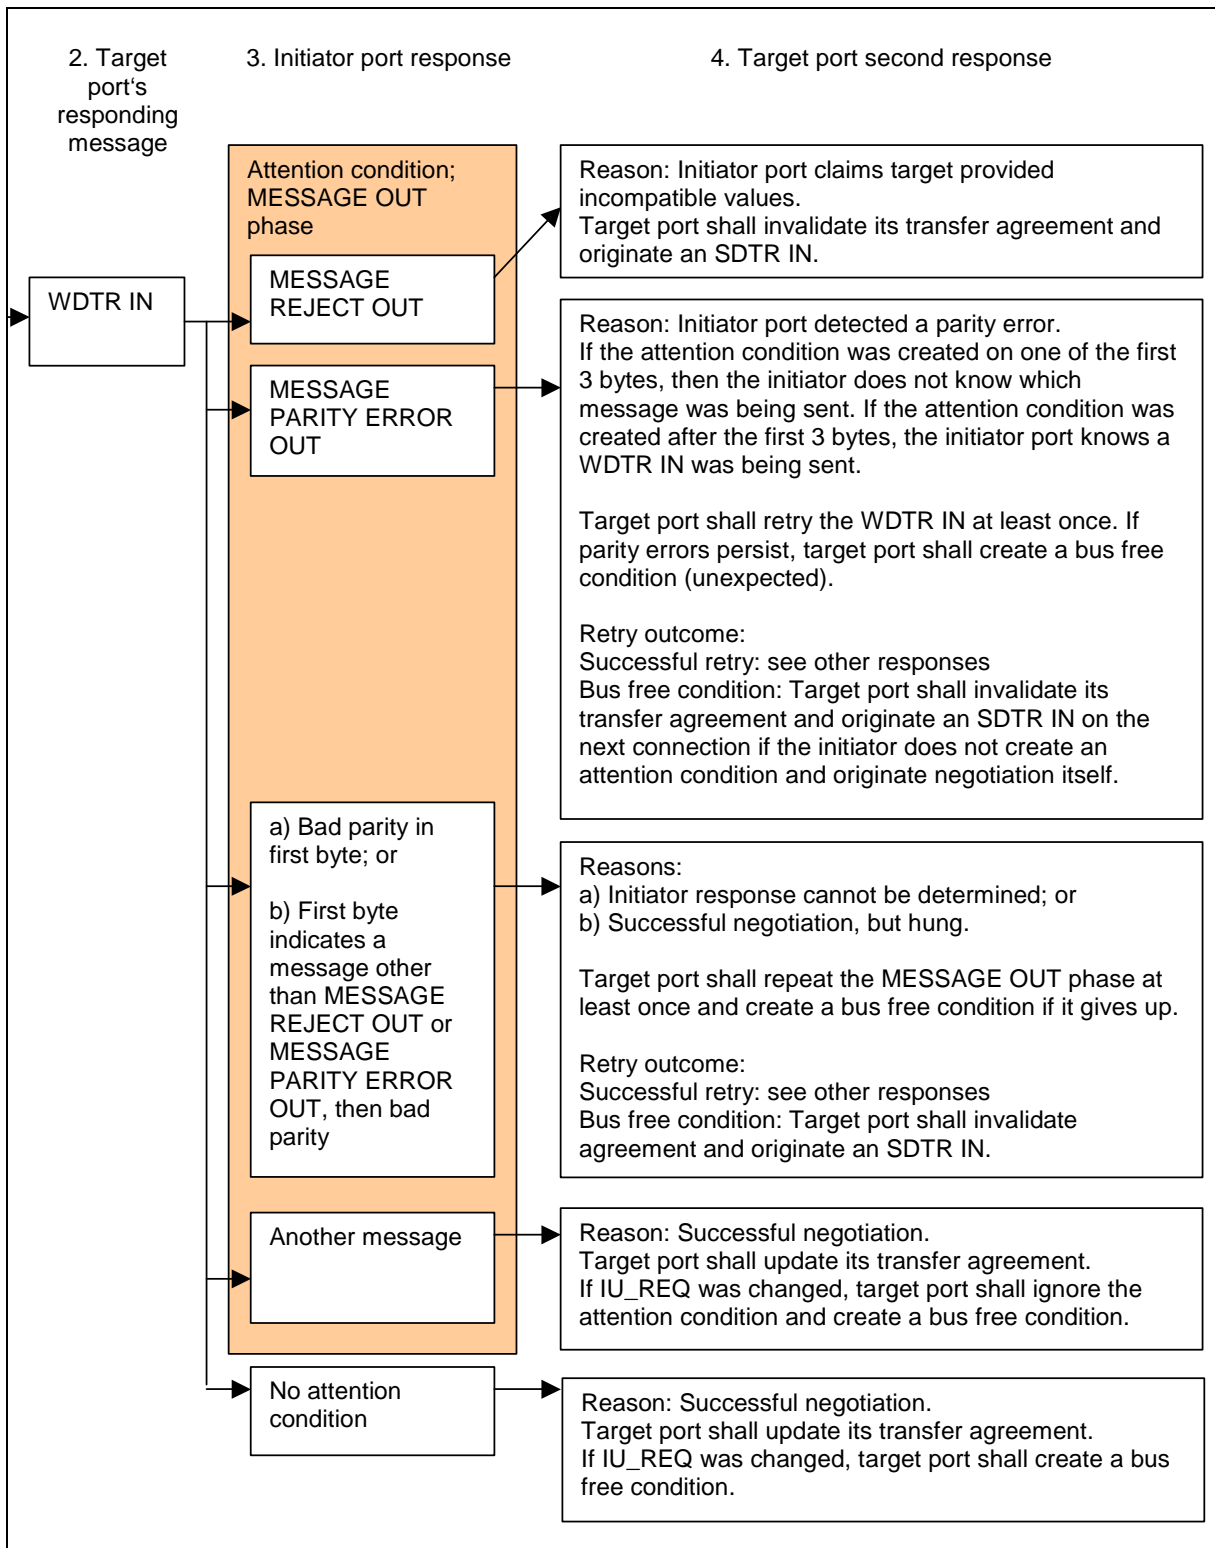 2. Target
port‘s
responding
message
3. Initiator port response
4. Target port second response
WDTR IN
Attention condition;
MESSAGE OUT
phase
MESSAGE
REJECT OUT
Reason: Initiator port claims target provided
incompatible values.
Target port shall invalidate its transfer agreement and
originate an SDTR IN.
MESSAGE
PARITY ERROR
OUT
Reason: Initiator port detected a parity error.
If the attention condition was created on one of the first
3 bytes, then the initiator does not know which
message was being sent. If the attention condition was
created after the first 3 bytes, the initiator port knows a
WDTR IN was being sent.
Target port shall retry the WDTR IN at least once. If
parity errors persist, target port shall create a bus free
condition (unexpected).
Retry outcome:
Successful retry: see other responses
Bus free condition: Target port shall invalidate its
transfer agreement and originate an SDTR IN on the
next connection if the initiator does not create an
attention condition and originate negotiation itself.
a) Bad parity in
first byte; or
b) First byte
indicates a
message other
than MESSAGE
REJECT OUT or
MESSAGE
PARITY ERROR
OUT, then bad
parity
Reasons:
a) Initiator response cannot be determined; or
b) Successful negotiation, but hung.
Target port shall repeat the MESSAGE OUT phase at
least once and create a bus free condition if it gives up.
Retry outcome:
Successful retry: see other responses
Bus free condition: Target port shall invalidate
agreement and originate an SDTR IN.
Another message
Reason: Successful negotiation.
Target port shall update its transfer agreement.
If IU_REQ was changed, target port shall ignore the
attention condition and create a bus free condition.
No attention
condition
Reason: Successful negotiation.
Target port shall update its transfer agreement.
If IU_REQ was changed, target port shall create a bus
free condition.